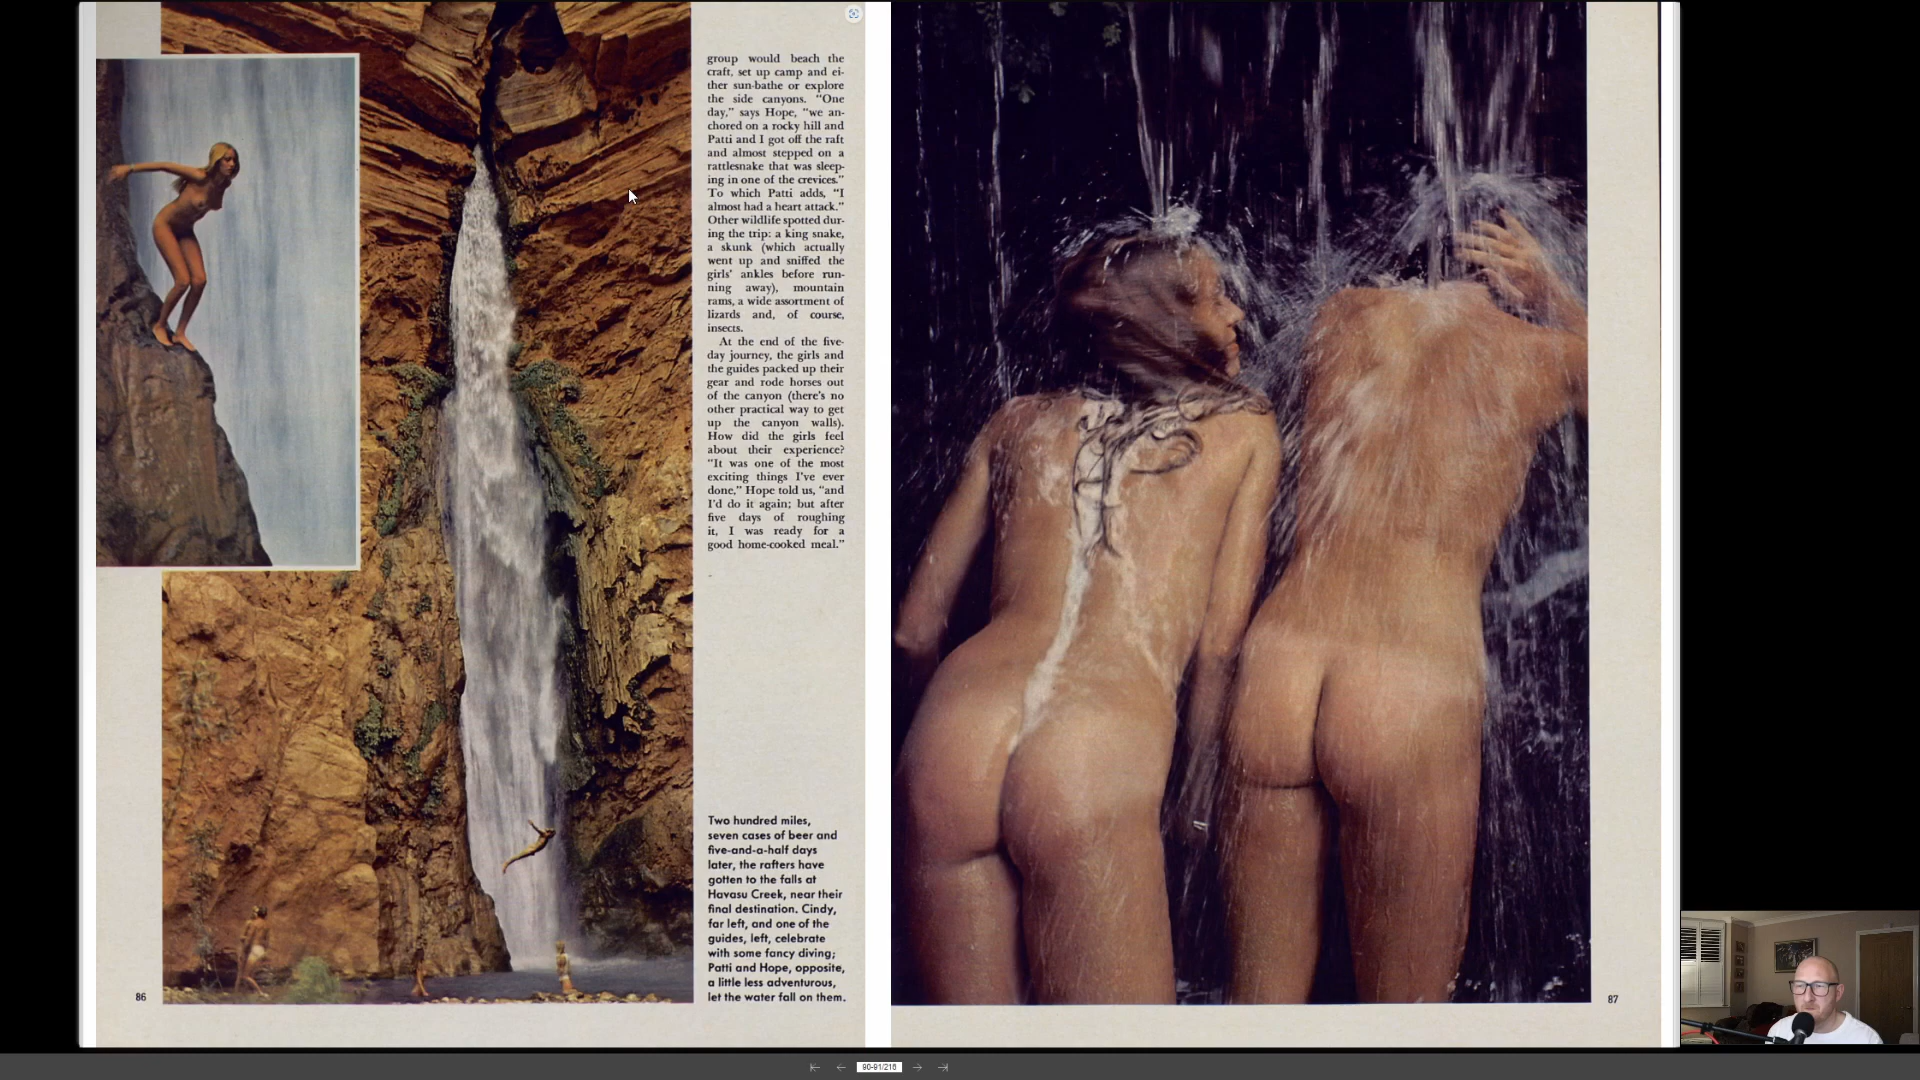 group would beach the
craft, set up camp and ei-
ther sun-bathe or explore
the side canyons. “One
day,” says Hope, “we an-
chored on a rocky hill and
Patti and I got off the raft
and almost stepped on a
rattlesnake that was sleep-
ing in one of the crevices.”
To which Patti adds, “I
almost had a heart attack.”
Other wildlife spotted dur-
ing the trip: a king snake,
a skunk (which actually
went up and sniffed the
girls’ ankles before run-
ning away), mountain
rams, a wide assortment of
lizards and, of course,
insects.
At the end of the five-
day journey, the girls and
the guides packed up their
gear and rode horses out
of the canyon (there’s no
other practical way to get
up the canyon walls).
How did the girls feel
about their experience?
“It was one of the most
exciting things I’ve ever
done,” Hope told us, “and
I’d do it again; but after
five days of roughing
it, I was ready for a
good home-cooked meal.”
Two hundred miles,
seven cases of beer and
five-and-a-half days
later, the rafters have
gotten to the falls at
Havasu Creek, near their
final destination. Cindy,
far left, and one of the
guides, left, celebrate
with some fancy diving;
Patti and Hope, opposite,
a little less adventurous,
let the water fall on them.
86
87
90-91/216